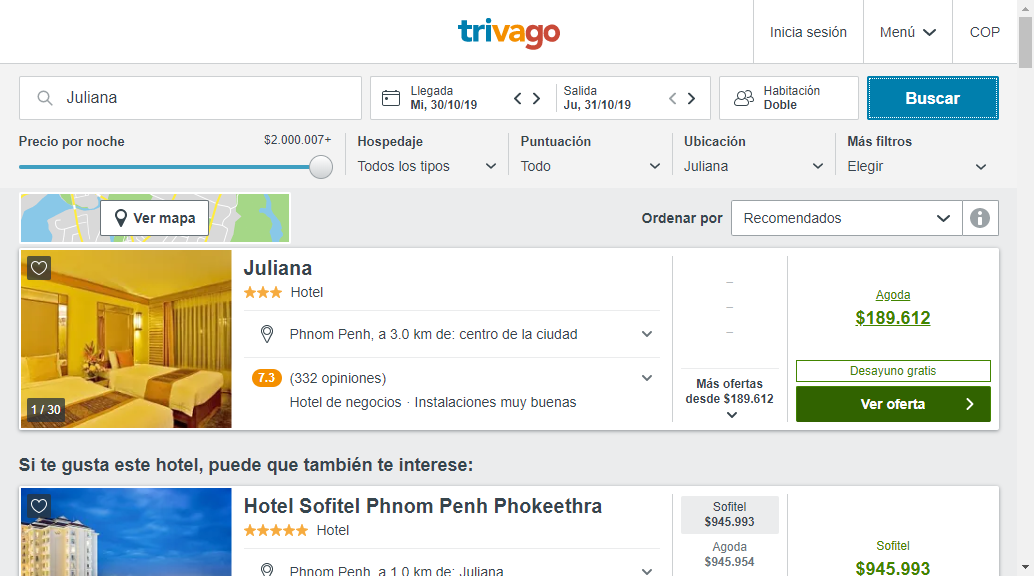 trivago
Inicia sesión
Menú
COP
Juliana
Llegada
Mi, 30/10/19
Salida
Ju, 31/10/19
Habitación
Doble
Buscar
Precio por noche
$2.000.007+
Hospedaje
Todos los tipos
Puntuación
Todo
Ubicación
Juliana
Más filtros
Elegir
Ver mapa
Ordenar por
Recomendados
1 / 30
Juliana
Hotel
Phnom Penh, a 3.0 km de: centro de la ciudad
7.3 (332 opiniones)
Hotel de negocios · Instalaciones muy buenas
Más ofertas
desde $189.612
Agoda
$189.612
Desayuno gratis
Ver oferta
Si te gusta este hotel, puede que también te interese:
Hotel Sofitel Phnom Penh Phokeethra
Hotel
Phnom Penh, a 1.0 km de: Juliana
Sofitel
$945.993
Agoda
$945.954
Sofitel
$945.993